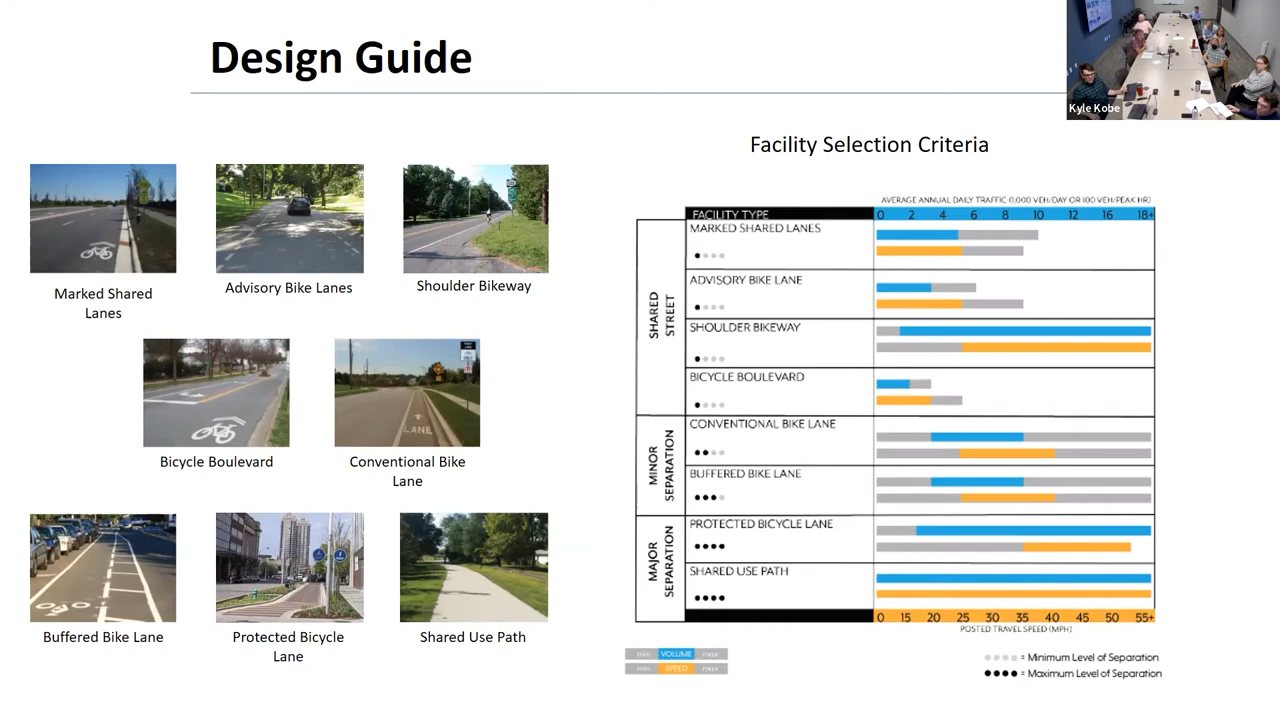 Design Guide
Kyle Kobe
Marked Shared
Lanes
Advisory Bike Lanes
Shoulder Bikeway
Bicycle Boulevard
Conventional Bike
Lane
LANE
Buffered Bike Lane
Protected Bicycle
Lane
Shared Use Path
Facility Selection Criteria
AVERAGE ANNUAL DAILY TRAFFIC (1,000 VEH/DAY OR 100 VEH/PEAK HR)
FACILITY TYPE
0 2 4 6 8 10 12 16 18+
SHARED
STREET
MARKED SHARED LANES
ADVISORY BIKE LANE
SHOULDER BIKEWAY
BICYCLE BOULEVARD
MINOR
SEPARATION
CONVENTIONAL BIKE LANE
BUFFERED BIKE LANE
MAJOR
SEPARATION
PROTECTED BICYCLE LANE
SHARED USE PATH
0 15 20 25 30 35 40 50 55+
POSTED TRAVEL SPEED (MPH)
min. VOLUME max.
min. SPEED max.
= Minimum Level of Separation
= Maximum Level of Separation